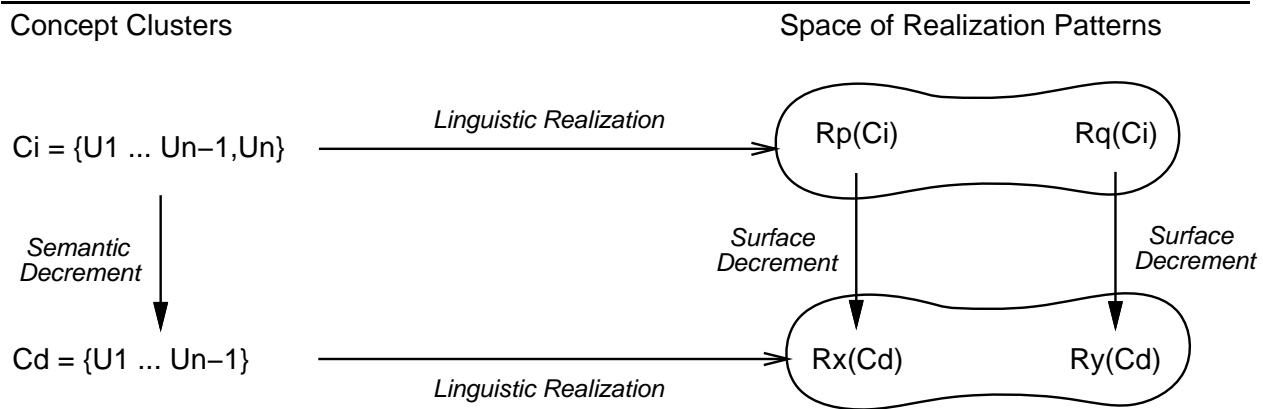 Concept Clusters
Space of Realization Patterns
Linguistic Realization
Ci = {U1 ... Un−1,Un}
Rp(Ci)
Rq(Ci)
Semantic
Decrement
Surface
Decrement
Surface
Decrement
Cd = {U1 ... Un−1}
Rx(Cd)
Ry(Cd)
Linguistic Realization